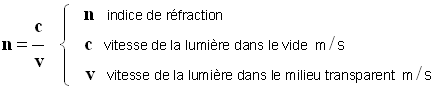 n = c/v
n indice de réfraction
c vitesse de la lumière dans le vide m/s
v vitesse de la lumière dans le milieu transparent m/s